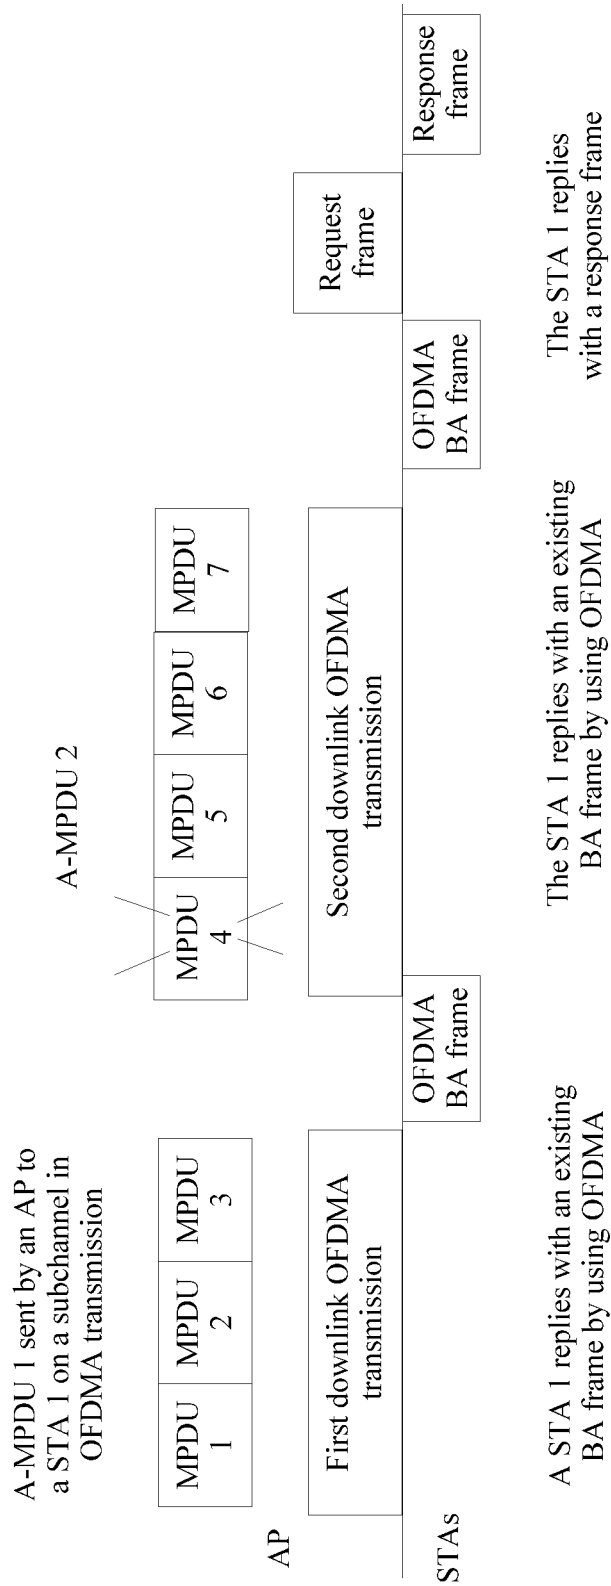 A-MPDU 1 sent by an AP to
a STA 1 on a subchannel in
OFDMA transmission
A-MPDU 2
MPDU
1
MPDU
2
MPDU
3
MPDU
4
MPDU
5
MPDU
6
MPDU
7
AP
First downlink OFDMA
transmission
Second downlink OFDMA
transmission
Request
frame
STAs
OFDMA
BA frame
OFDMA
BA frame
Response
frame
A STA 1 replies with an existing
BA frame by using OFDMA
The STA 1 replies with an existing
BA frame by using OFDMA
The STA 1 replies
with a response frame